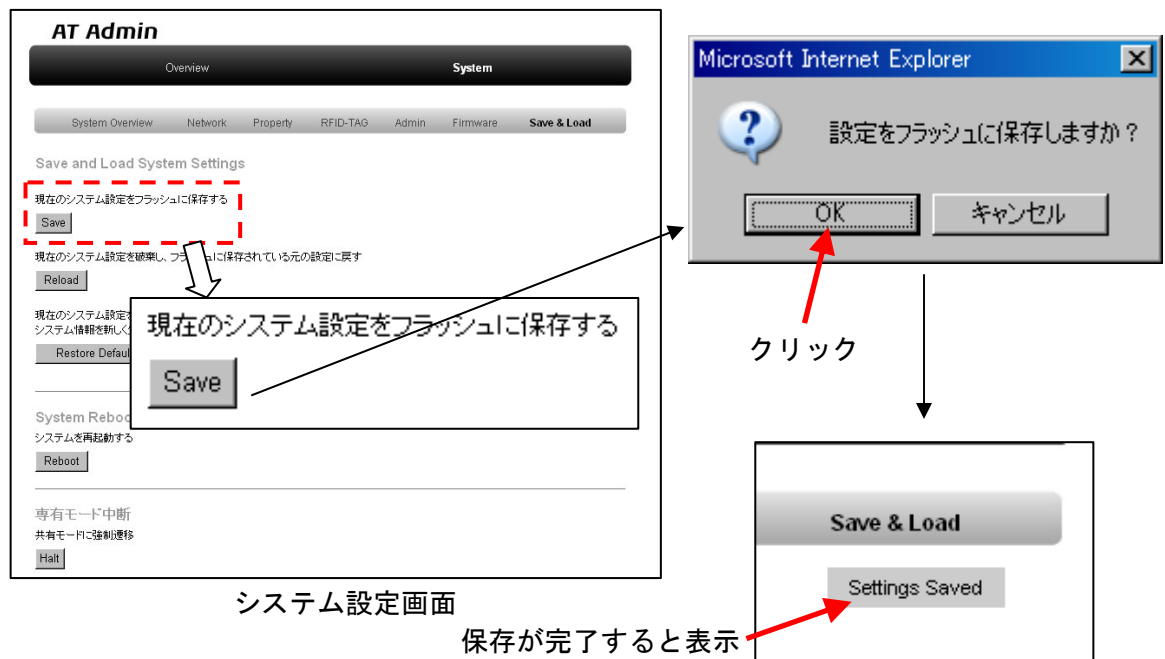 AT Admin
Overview System
System Overview Network Property RFID-TAG Admin Firmware Save & Load
Save and Load System Settings
現在のシステム設定をフラッシュに保存する
Save
現在のシステム設定を破棄し、フラッシュに保存されている元の設定に戻す
Reload
現在のシステム設定
システム情報を新しく
Restore Defaul
現在のシステム設定をフラッシュに保存する
Save
System Reboo
システムを再起動する
Reboot
専有モード中断
共有モードに強制遷移
Halt
システム設定画面
Microsoft Internet Explorer
設定をフラッシュに保存しますか？
OK キャンセル
クリック
Save & Load
Settings Saved
保存が完了すると表示